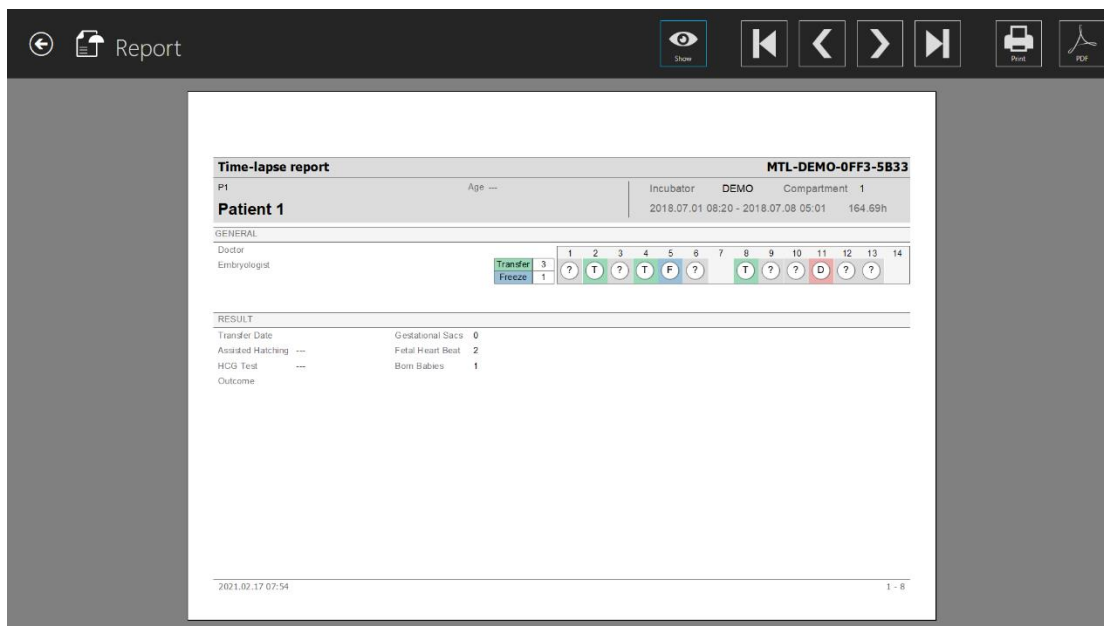 Report
Show
Print
PDF
Time-lapse report MTL-DEMO-0FF3-5B33
P1 Age --- Incubator DEMO Compartment 1
Patient 1 2018.07.01 08:20 - 2018.07.08 05:01 164.69h
GENERAL
Doctor
Embryologist
1 2 3 4 5 6 7 8 9 10 11 12 13 14
Transfer 3
Freeze 1
? T ? T F ? T ? ? D ? ?
RESULT
Transfer Date Gestational Sacs 0
Assisted Hatching --- Fetal Heart Beat 2
HCG Test --- Born Babies 1
Outcome
2021.02.17 07:54 1 - 8